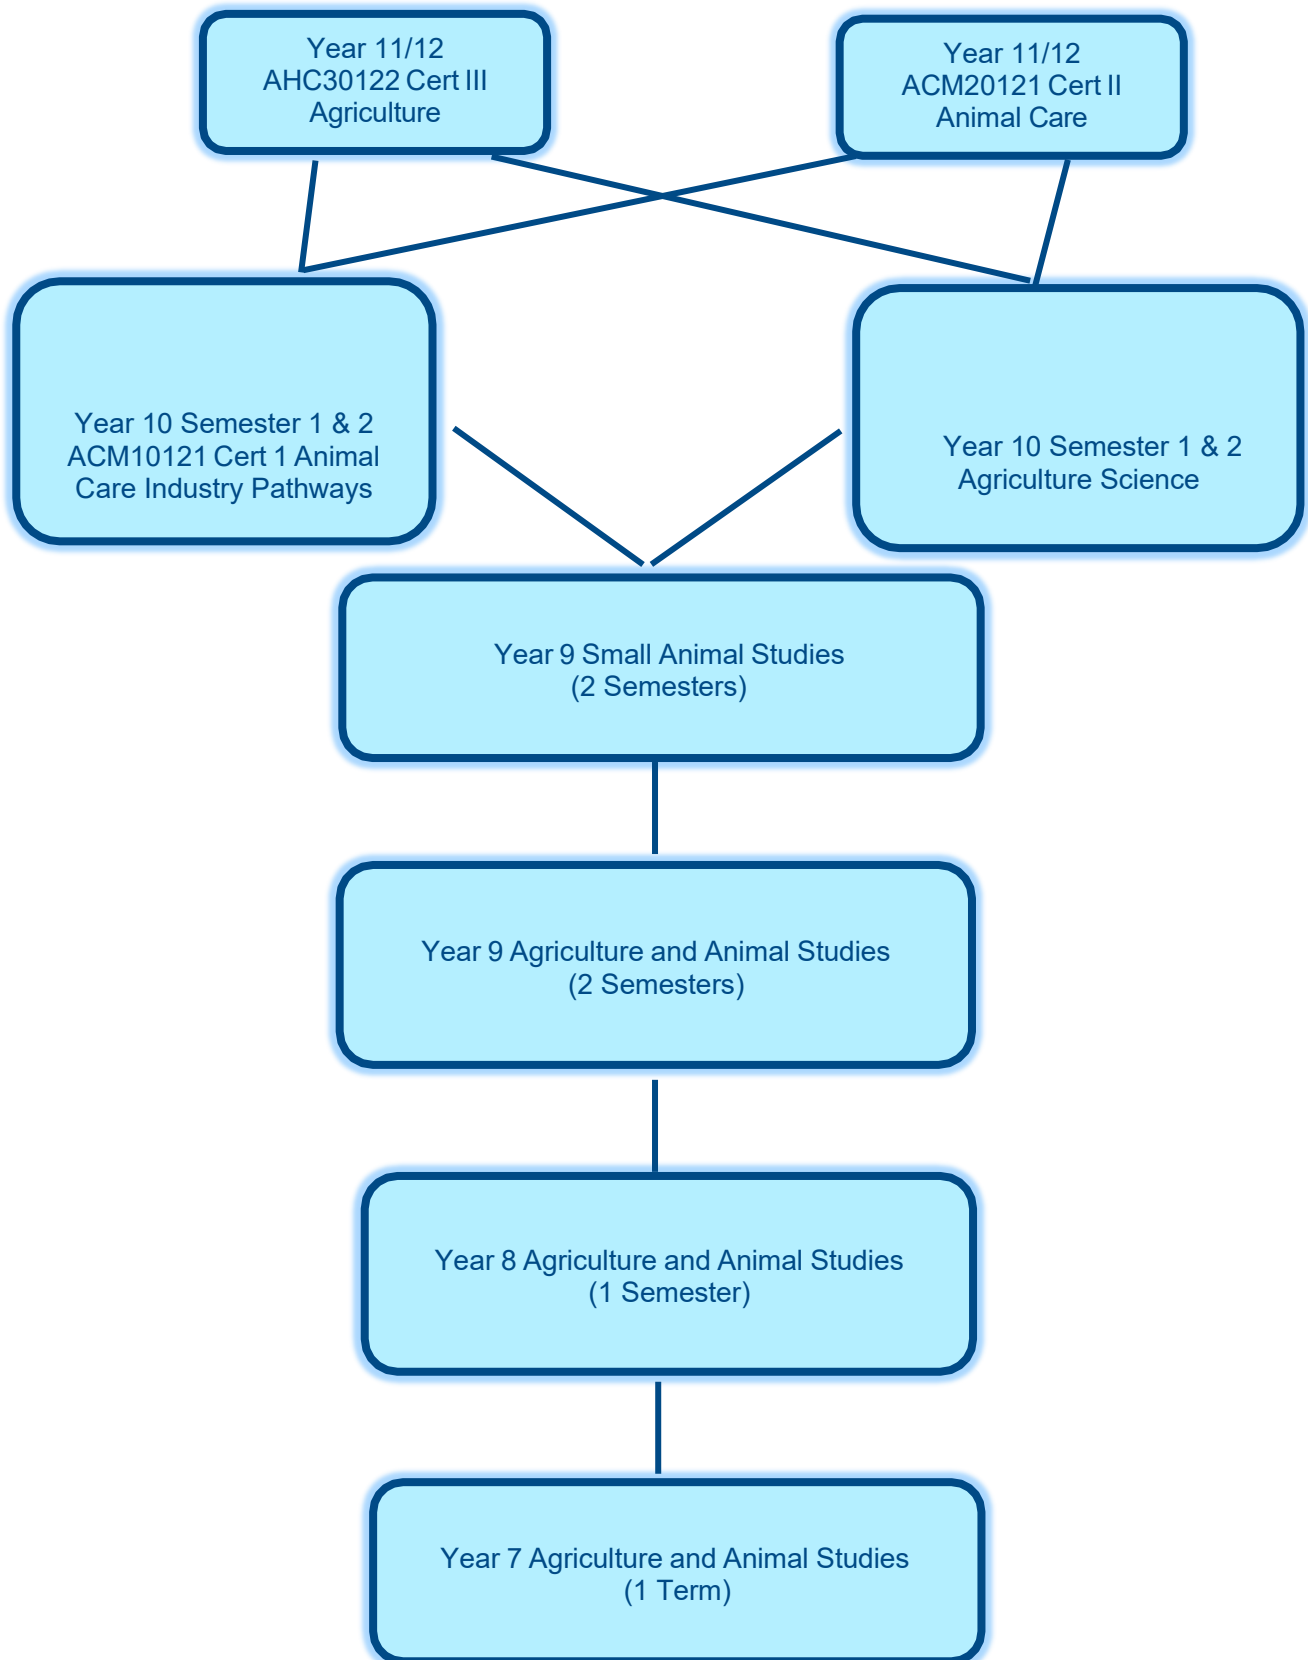 Year 11/12
AHC30122 Cert III
Agriculture
Year 11/12
ACM20121 Cert II
Animal Care
Year 10 Semester 1 & 2
ACM10121 Cert 1 Animal
Care Industry Pathways
Year 10 Semester 1 & 2
Agriculture Science
Year 9 Small Animal Studies
(2 Semesters)
Year 9 Agriculture and Animal Studies
(2 Semesters)
Year 8 Agriculture and Animal Studies
(1 Semester)
Year 7 Agriculture and Animal Studies
(1 Term)